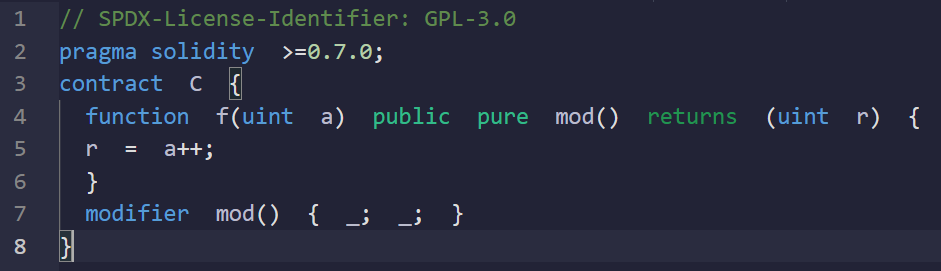 1 // SPDX-License-Identifier: GPL-3.0
2 pragma solidity >=0.7.0;
3 contract C {
4 function f(uint a) public pure mod() returns (uint r) {
5 r = a++;
6 }
7 modifier mod() { _; _; }
8 }